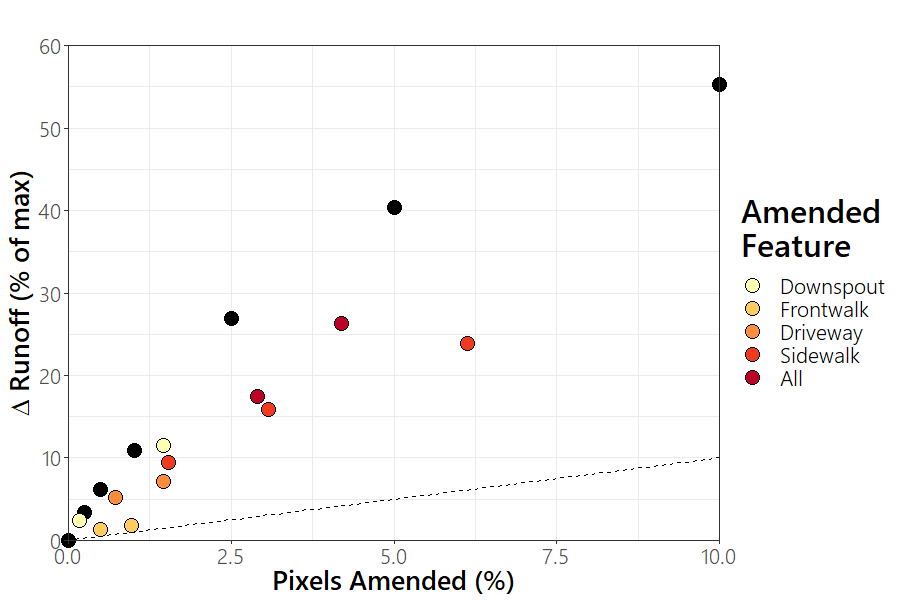 60
50
40
30
20
10
0
Δ Runoff (% of max)
0.0 2.5 5.0 7.5 10.0
Pixels Amended (%)
Amended
Feature
Downspout
Frontwalk
Driveway
Sidewalk
All